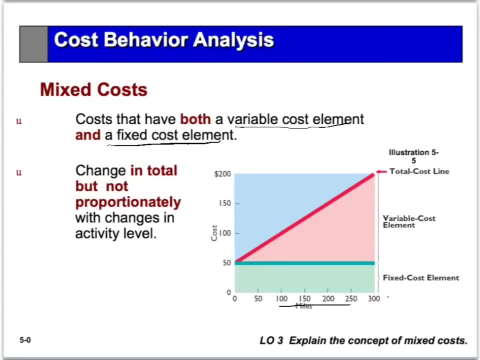 Cost Behavior Analysis
Mixed Costs
u Costs that have both a variable cost element
and a fixed cost element.
u Change in total
but not
proportionately
with changes in
activity level.
Illustration 5-
5
Total-Cost Line
Variable-Cost
Element
Fixed-Cost Element
$200
150
100
50
0
Cost
0 50 100 150 200 250 300
Miles
5-0
LO 3 Explain the concept of mixed costs.